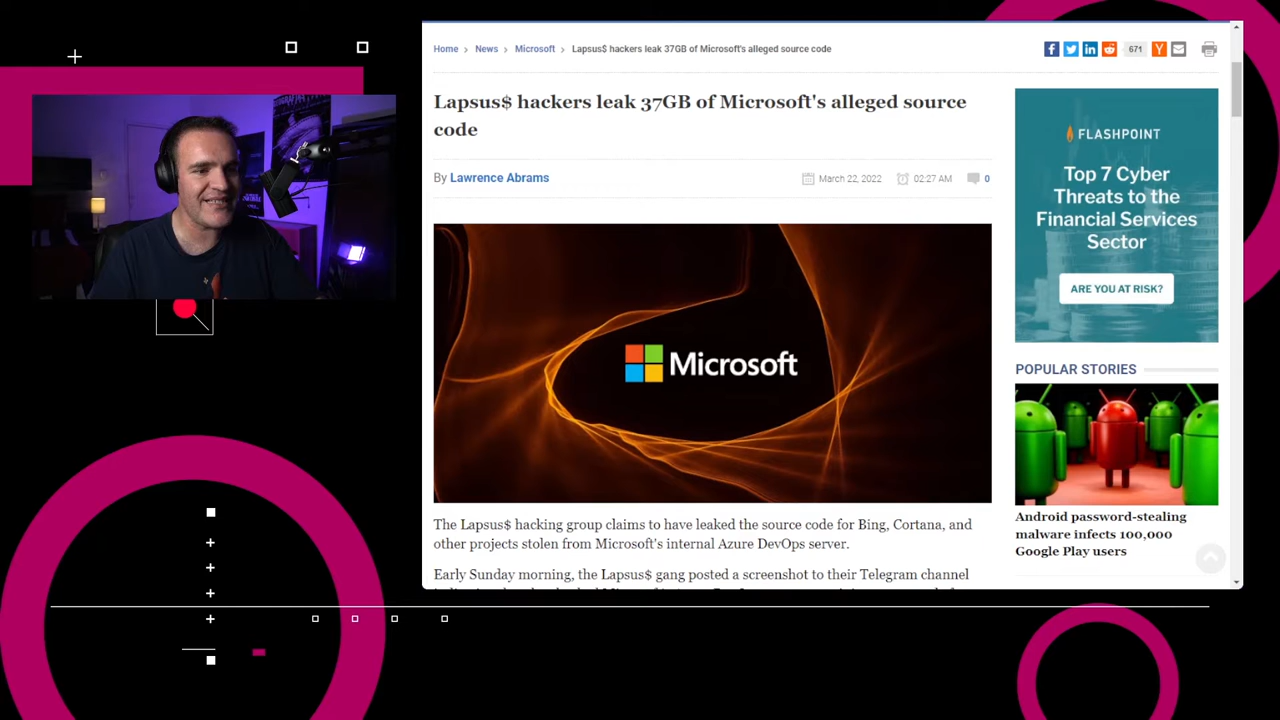 Home > News > Microsoft > Lapsus$ hackers leak 37GB of Microsoft's alleged source code
671
Lapsus$ hackers leak 37GB of Microsoft's alleged source
code
By Lawrence Abrams
March 22, 2022
02:27 AM
0
Microsoft
The Lapsus$ hacking group claims to have leaked the source code for Bing, Cortana, and
other projects stolen from Microsoft's internal Azure DevOps server.
Early Sunday morning, the Lapsus$ gang posted a screenshot to their Telegram channel
FLASHPOINT
Top 7 Cyber
Threats to the
Financial Services
Sector
ARE YOU AT RISK?
POPULAR STORIES
Android password-stealing
malware infects 100,000
Google Play users